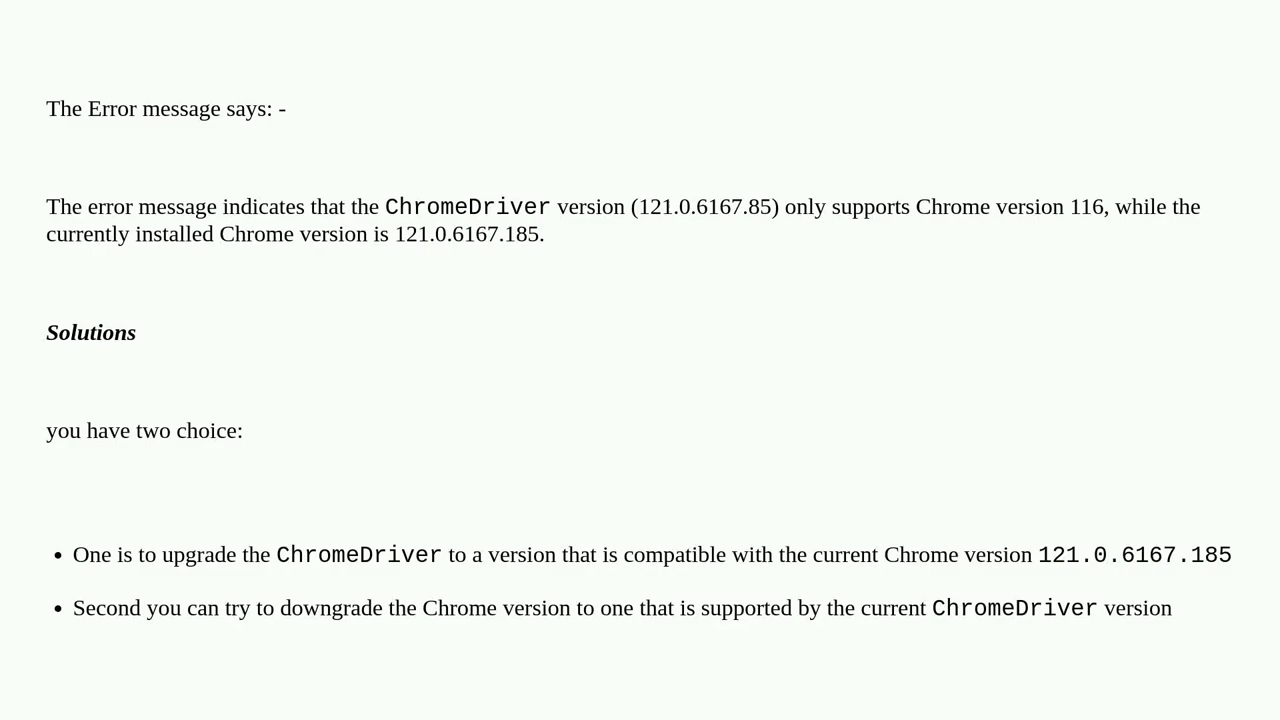 The Error message says: -
The error message indicates that the ChromeDriver version (121.0.6167.85) only supports Chrome version 116, while the
currently installed Chrome version is 121.0.6167.185.
Solutions
you have two choice:
• One is to upgrade the ChromeDriver to a version that is compatible with the current Chrome version 121.0.6167.185
• Second you can try to downgrade the Chrome version to one that is supported by the current ChromeDriver version